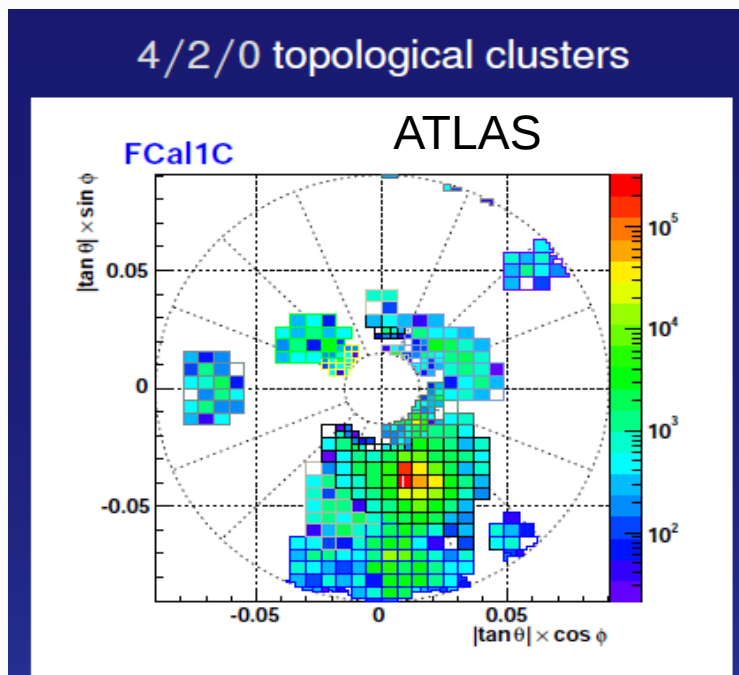 4/2/0 topological clusters
ATLAS
FCal1C
|tan θ| × sin ϕ
0.05
0
-0.05
10⁵
10⁴
10³
10²
-0.05 0 0.05
|tan θ| × cos ϕ